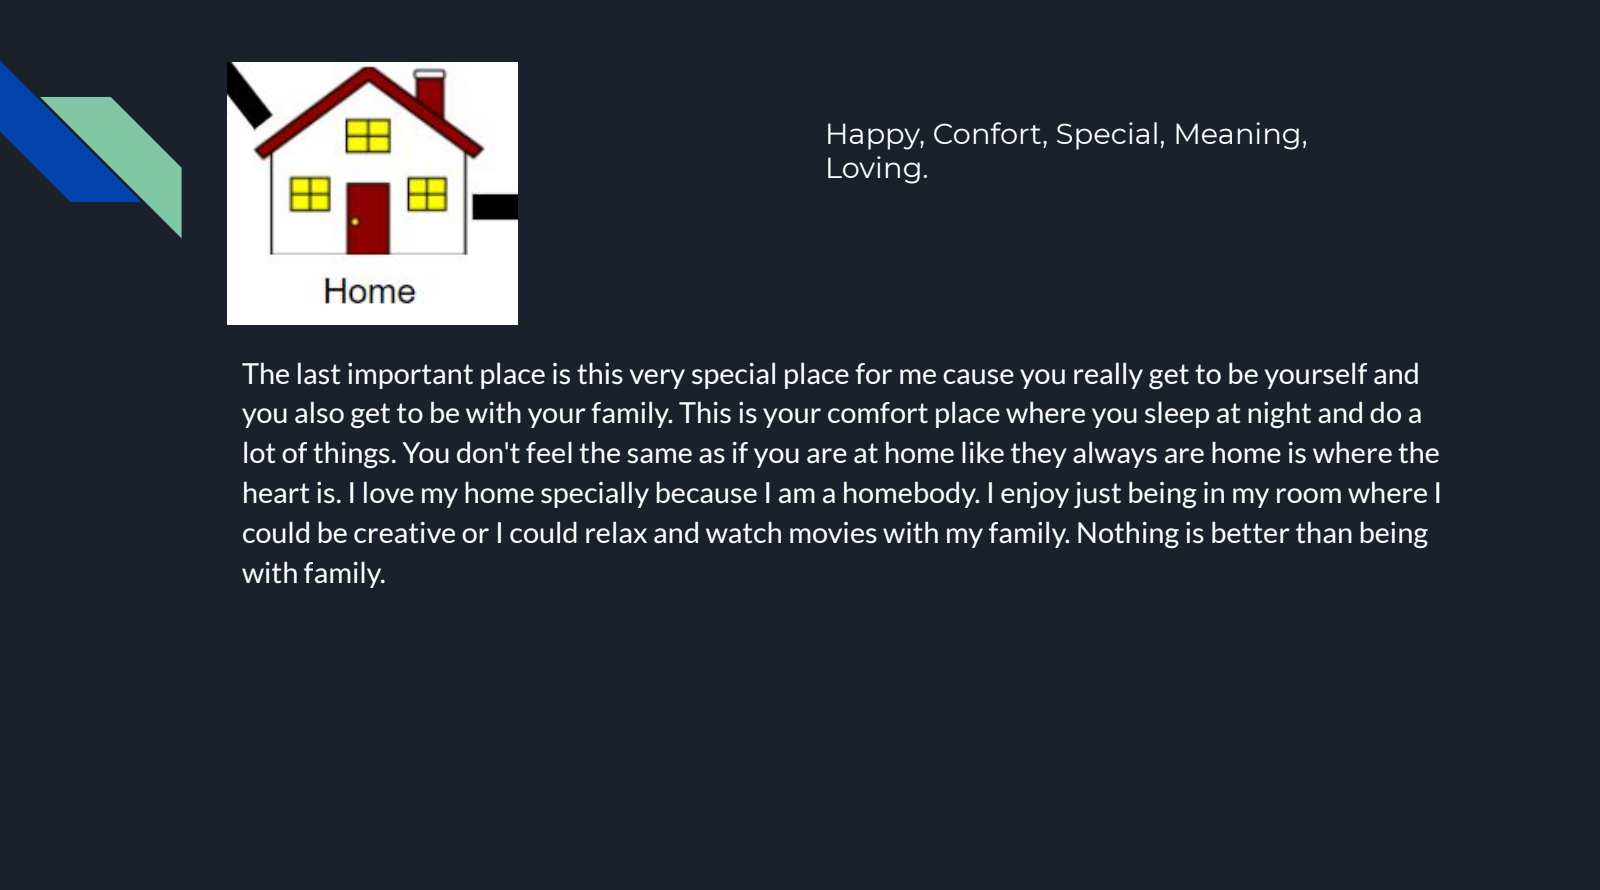 Happy, Confort, Special, Meaning,
Loving.
Home
The last important place is this very special place for me cause you really get to be yourself and
you also get to be with your family. This is your comfort place where you sleep at night and do a
lot of things. You don't feel the same as if you are at home like they always are home is where the
heart is. I love my home specially because I am a homebody. I enjoy just being in my room where I
could be creative or I could relax and watch movies with my family. Nothing is better than being
with family.